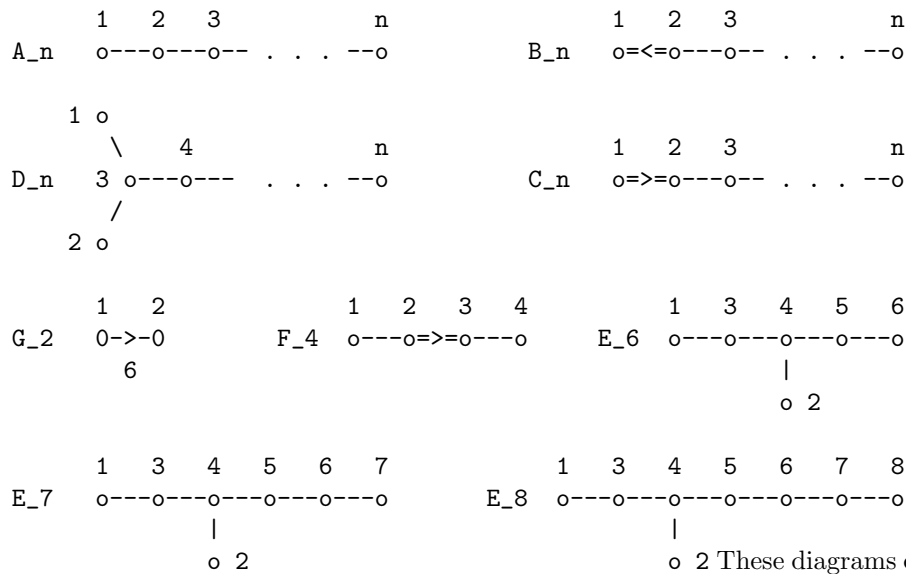 1   2   3           n                  1   2   3           n
A_n     o---o---o-- . . . --o          B_n     o=<=o---o-- . . . --o
    1 o
       \    4             n                  1   2   3           n
D_n   3 o---o---  . . . --o            C_n     o=>=o---o-- . . . --o
       /
    2 o
        1   2              1   2   3   4           1   3   4   5   6
G_2     0->-0        F_4   o---o=>=o---o     E_6   o---o---o---o---o
          6                                                |
                                                           o 2
        1   3   4   5   6   7              1   3   4   5   6   7   8
E_7     o---o---o---o---o---o        E_8   o---o---o---o---o---o---o
                |                                  |
                o 2                                o 2 These diagrams